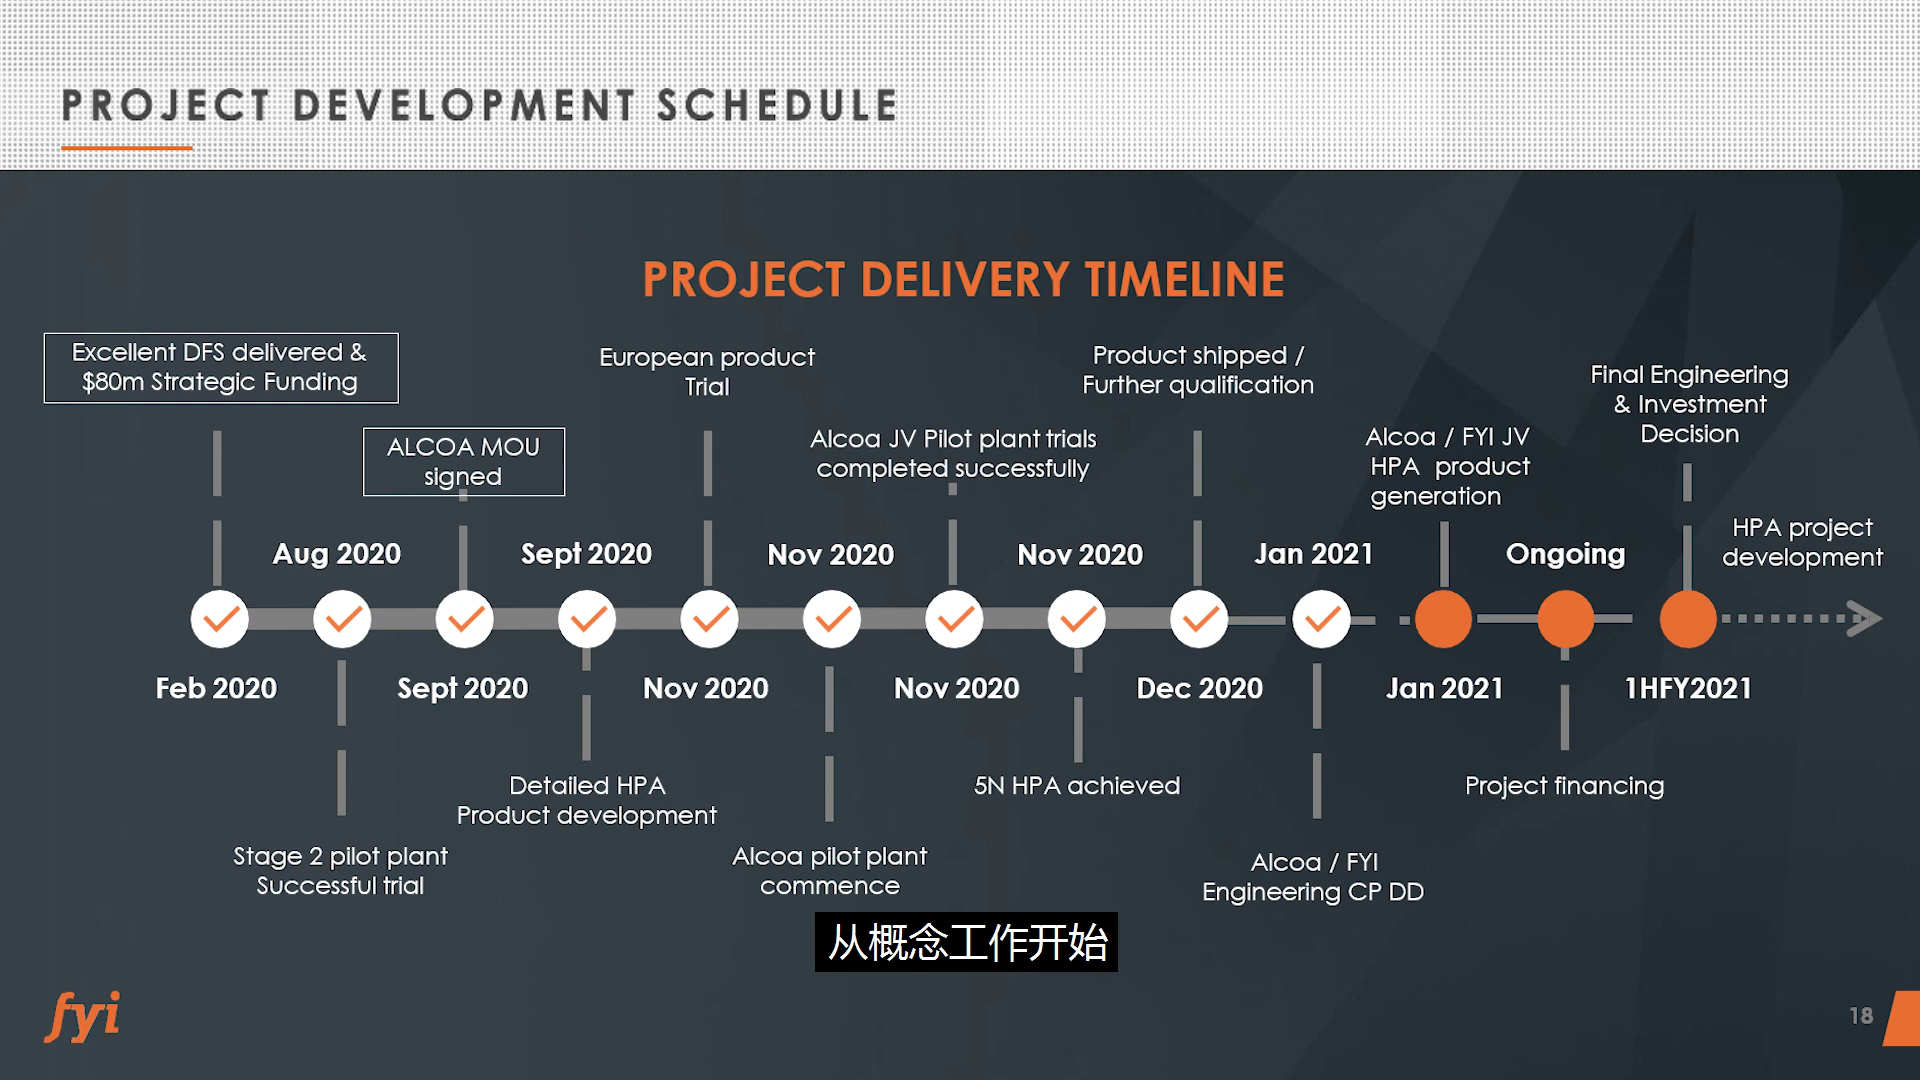 PROJECT DEVELOPMENT SCHEDULE
PROJECT DELIVERY TIMELINE
Excellent DFS delivered &
$80m Strategic Funding
ALCOA MOU
signed
European product
Trial
Alcoa JV Pilot plant trials
completed successfully
Product shipped /
Further qualification
Alcoa / FYI JV
HPA product
generation
Final Engineering
& Investment
Decision
HPA project
development
Aug 2020
Sept 2020
Nov 2020
Nov 2020
Jan 2021
Ongoing
Feb 2020
Sept 2020
Nov 2020
Nov 2020
Dec 2020
Jan 2021
1HFY2021
Stage 2 pilot plant
Successful trial
Detailed HPA
Product development
Alcoa pilot plant
commence
5N HPA achieved
Alcoa / FYI
Engineering CP DD
Project financing
从概念工作开始
fyi
18